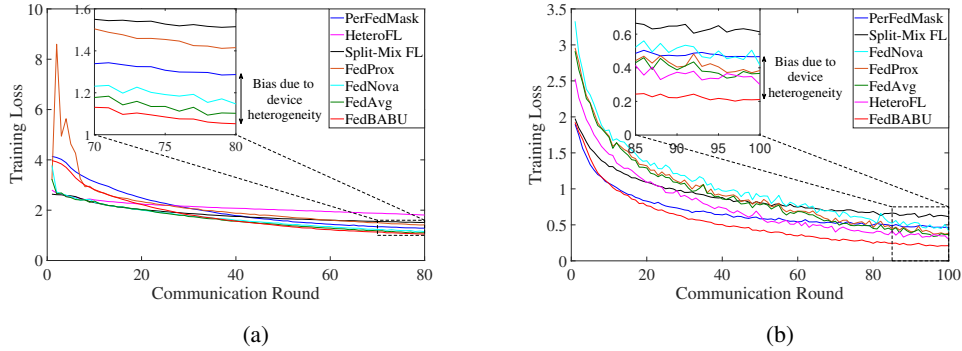 10
8
6
4
2
0
Training Loss
0
20
40
60
80
Communication Round
1.6
1.4
1.2
1
70
75
80
Bias due to
device
heterogeneity
PerFedMask
HeteroFL
Split-Mix FL
FedProx
FedNova
FedAvg
FedBABU
(a)
3.5
3
2.5
2
1.5
1
0.5
0
Training Loss
0
20
40
60
80
100
Communication Round
0.6
0.4
0.2
0
85
90
95
100
Bias due to
device
heterogeneity
PerFedMask
Split-Mix FL
FedNova
FedProx
FedAvg
HeteroFL
FedBABU
(b)